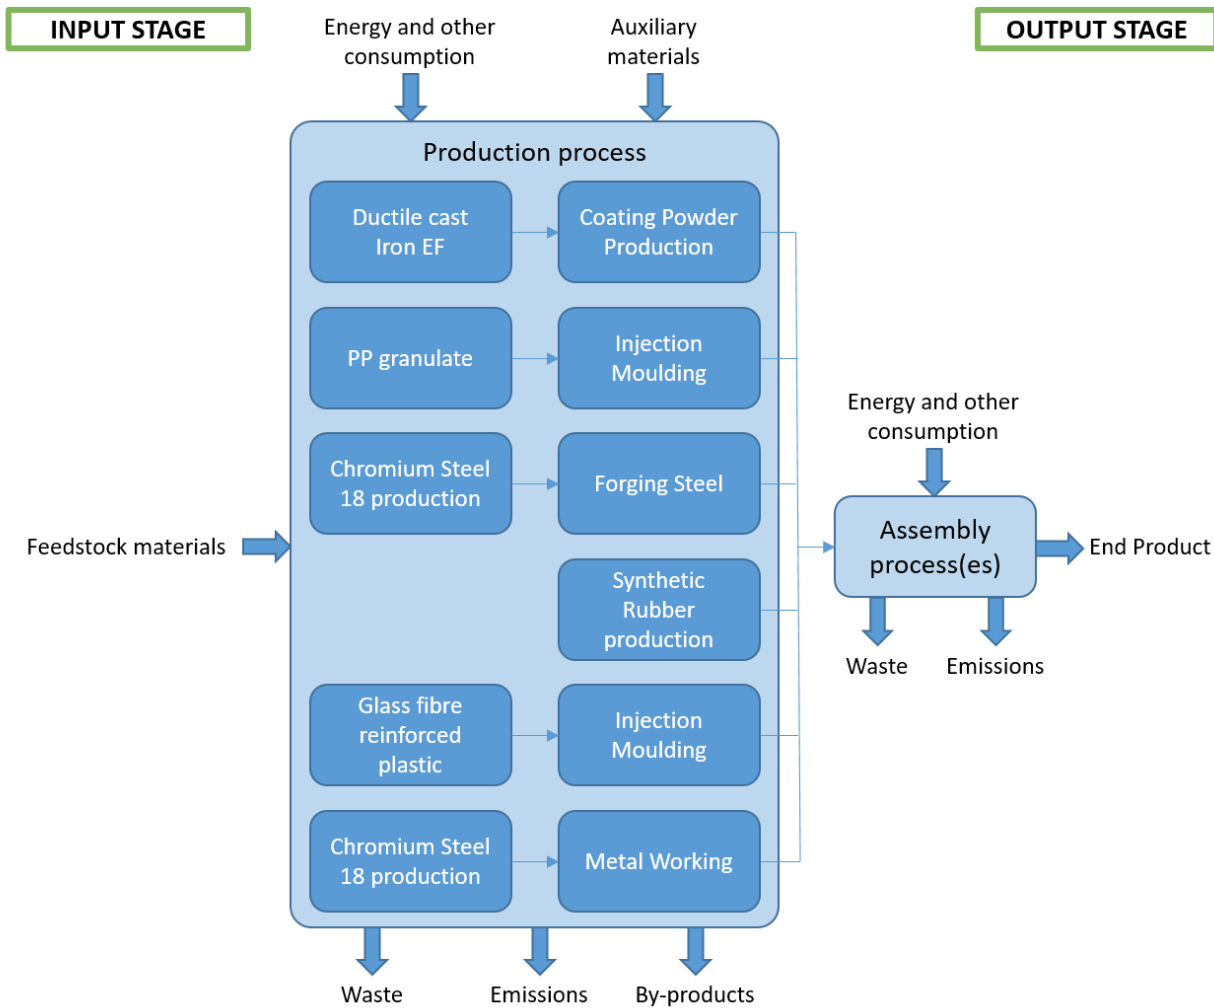 INPUT STAGE
Energy and other
consumption
Auxiliary
materials
OUTPUT STAGE
Production process
Ductile cast
Iron EF
Coating Powder
Production
PP granulate
Injection
Moulding
Chromium Steel
18 production
Forging Steel
Feedstock materials
Synthetic
Rubber
production
Glass fibre
reinforced
plastic
Injection
Moulding
Chromium Steel
18 production
Metal Working
Waste
Emissions
By-products
Energy and other
consumption
Assembly
process(es)
End Product
Waste
Emissions